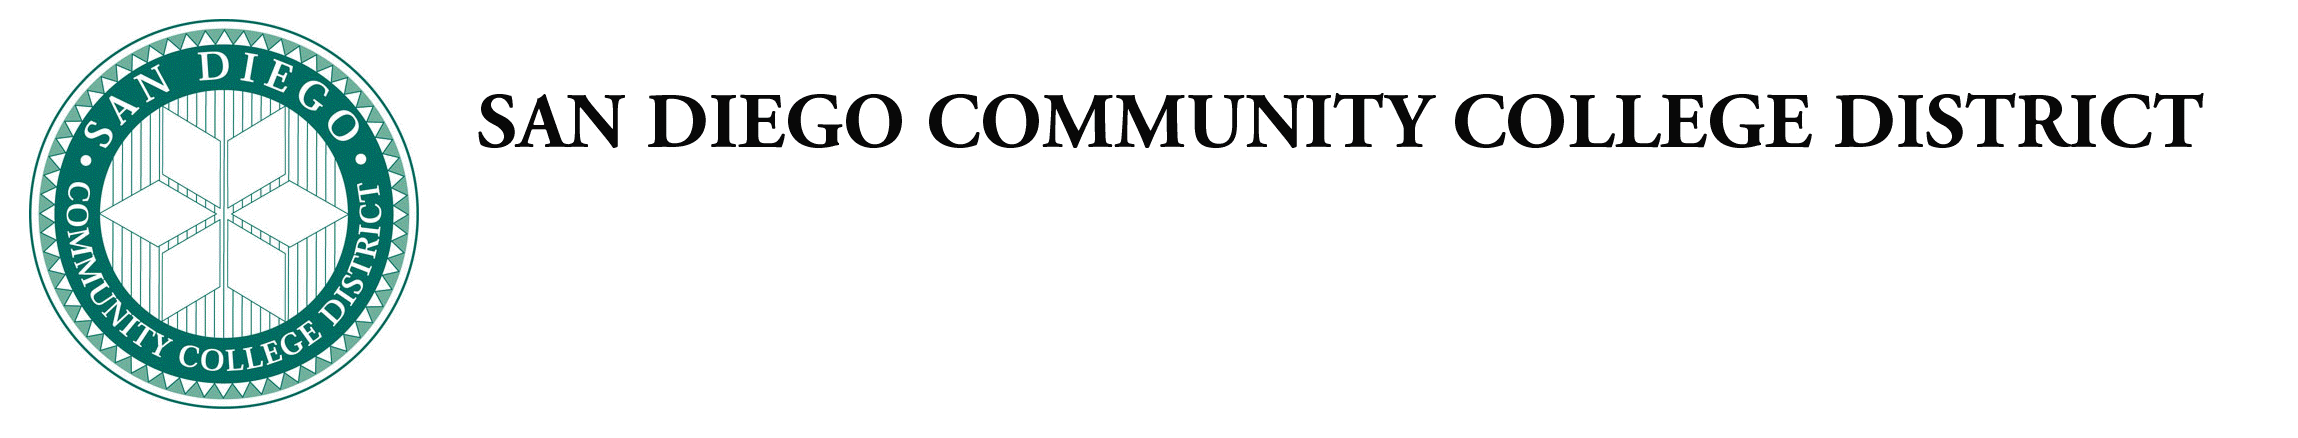 SAN DIEGO
COMMUNITY COLLEGE DISTRICT
SAN DIEGO COMMUNITY COLLEGE DISTRICT